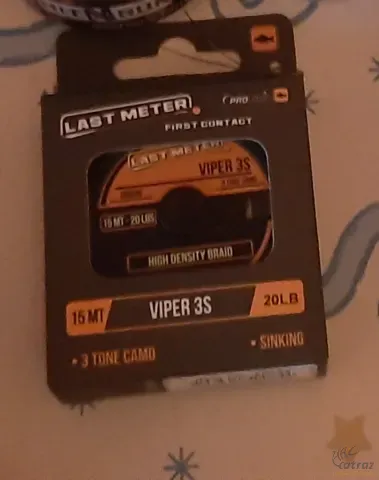 LAST METER.
PRO
FIRST CONTACT
LAST METER
VIPER 3S
15 MT - 20 LBS
HIGH DENSITY BRAID
15 MT
VIPER 3S
20LB
• 3 TONE CAMO
• SINKING